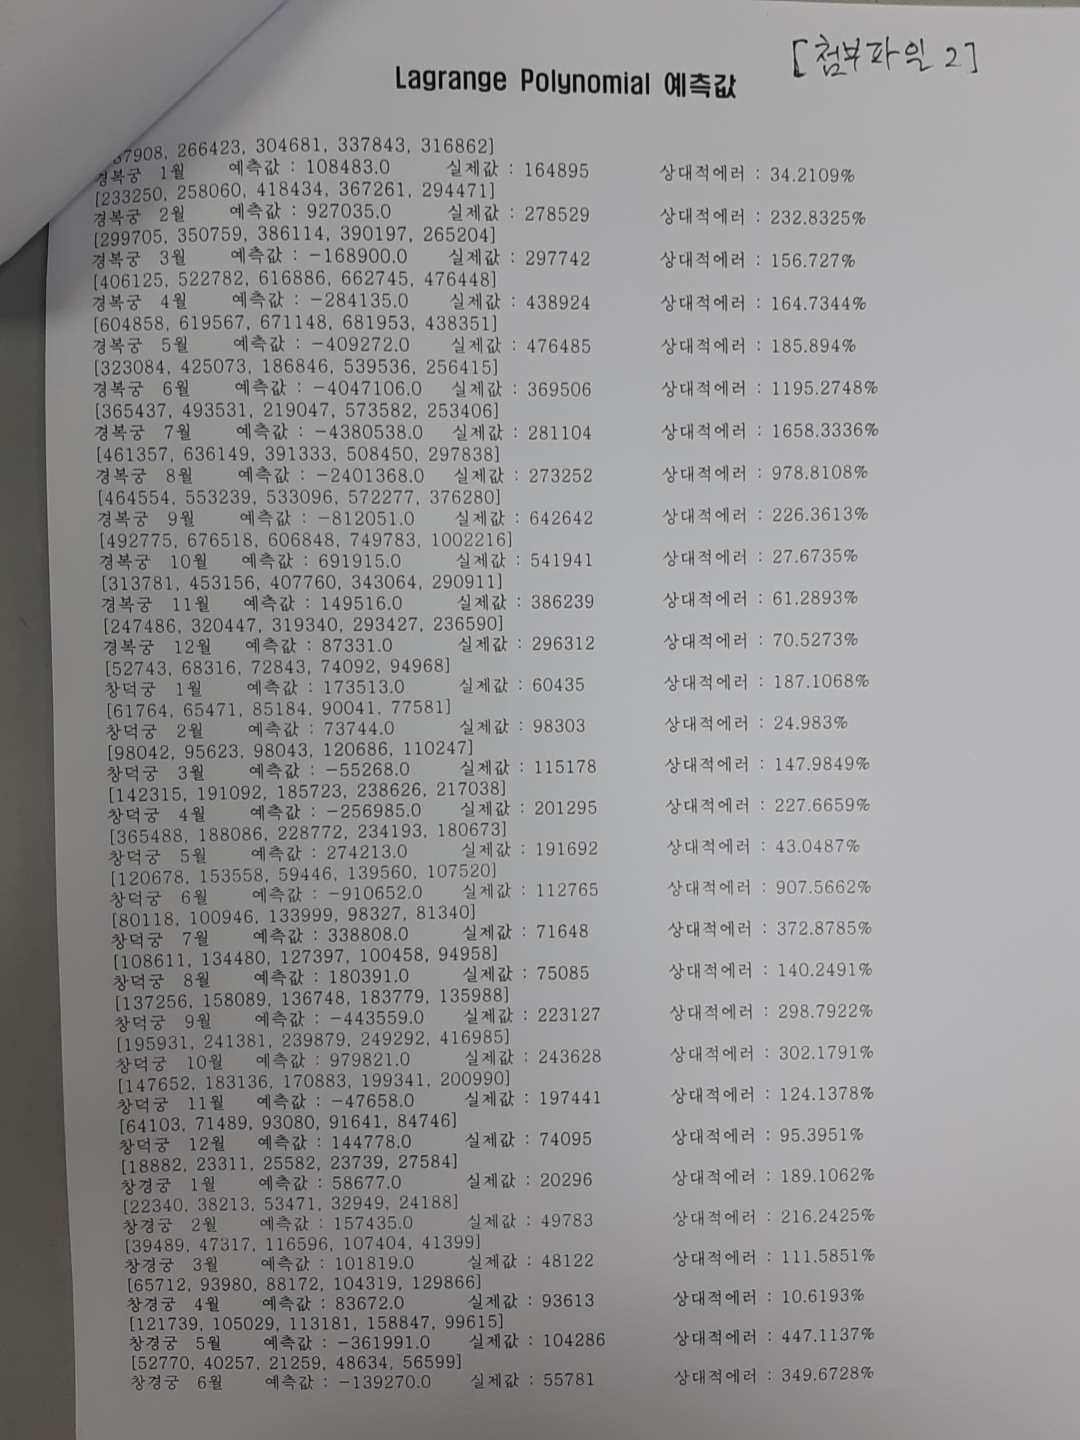 [첨부파일 2]
Lagrange Polynomial 예측값
37908, 266423, 304681, 337843, 316862]
경복궁 1월 예측값 : 108483.0 실제값 : 164895 상대적에러 : 34.2109%
[233250, 258060, 418434, 367261, 294471]
경복궁 2월 예측값 : 927035.0 실제값 : 278529 상대적에러 : 232.8325%
[299705, 350759, 386114, 390197, 265204]
경복궁 3월 예측값 : -168900.0 실제값 : 297742 상대적에러 : 156.727%
[406125, 522782, 616886, 662745, 476448]
경복궁 4월 예측값 : -284135.0 실제값 : 438924 상대적에러 : 164.7344%
[604858, 619567, 671148, 681953, 438351]
경복궁 5월 예측값 : -409272.0 실제값 : 476485 상대적에러 : 185.894%
[323084, 425073, 186846, 539536, 256415]
경복궁 6월 예측값 : -4047106.0 실제값 : 369506 상대적에러 : 1195.2748%
[365437, 493531, 219047, 573582, 253406]
경복궁 7월 예측값 : -4380538.0 실제값 : 281104 상대적에러 : 1658.3336%
[461357, 636149, 391333, 508450, 297838]
경복궁 8월 예측값 : -2401368.0 실제값 : 273252 상대적에러 : 978.8108%
[464554, 553239, 533096, 572277, 376280]
경복궁 9월 예측값 : -812051.0 실제값 : 642642 상대적에러 : 226.3613%
[492775, 676518, 606848, 749783, 1002216]
경복궁 10월 예측값 : 691915.0 실제값 : 541941 상대적에러 : 27.6735%
[313781, 453156, 407760, 343064, 290911]
경복궁 11월 예측값 : 149516.0 실제값 : 386239 상대적에러 : 61.2893%
[247486, 320447, 319340, 293427, 236590]
경복궁 12월 예측값 : 87331.0 실제값 : 296312 상대적에러 : 70.5273%
[52743, 68316, 72843, 74092, 94968]
창덕궁 1월 예측값 : 173513.0 실제값 : 60435 상대적에러 : 187.1068%
[61764, 65471, 85184, 90041, 77581]
창덕궁 2월 예측값 : 73744.0 실제값 : 98303 상대적에러 : 24.983%
[98042, 95623, 98043, 120686, 110247]
창덕궁 3월 예측값 : -55268.0 실제값 : 115178 상대적에러 : 147.9849%
[142315, 191092, 185723, 238626, 217038]
창덕궁 4월 예측값 : -256985.0 실제값 : 201295 상대적에러 : 227.6659%
[365488, 188086, 228772, 234193, 180673]
창덕궁 5월 예측값 : 274213.0 실제값 : 191692 상대적에러 : 43.0487%
[120678, 153558, 59446, 139560, 107520]
창덕궁 6월 예측값 : -910652.0 실제값 : 112765 상대적에러 : 907.5662%
[80118, 100946, 133999, 98327, 81340]
창덕궁 7월 예측값 : 338808.0 실제값 : 71648 상대적에러 : 372.8785%
[108611, 134480, 127397, 100458, 94958]
창덕궁 8월 예측값 : 180391.0 실제값 : 75085 상대적에러 : 140.2491%
[137256, 158089, 136748, 183779, 135988]
창덕궁 9월 예측값 : -443559.0 실제값 : 223127 상대적에러 : 298.7922%
[195931, 241381, 239879, 249292, 416985]
창덕궁 10월 예측값 : 979821.0 실제값 : 243628 상대적에러 : 302.1791%
[147652, 183136, 170883, 199341, 200990]
창덕궁 11월 예측값 : -47658.0 실제값 : 197441 상대적에러 : 124.1378%
[64103, 71489, 93080, 91641, 84746]
창덕궁 12월 예측값 : 144778.0 실제값 : 74095 상대적에러 : 95.3951%
[18882, 23311, 25582, 23739, 27584]
창경궁 1월 예측값 : 58677.0 실제값 : 20296 상대적에러 : 189.1062%
[22340, 38213, 53471, 32949, 24188]
창경궁 2월 예측값 : 157435.0 실제값 : 49783 상대적에러 : 216.2425%
[39489, 47317, 116596, 107404, 41399]
창경궁 3월 예측값 : 101819.0 실제값 : 48122 상대적에러 : 111.5851%
[65712, 93980, 88172, 104319, 129866]
창경궁 4월 예측값 : 83672.0 실제값 : 93613 상대적에러 : 10.6193%
[121739, 105029, 113181, 158847, 99615]
창경궁 5월 예측값 : -361991.0 실제값 : 104286 상대적에러 : 447.1137%
[52770, 40257, 21259, 48634, 56599]
창경궁 6월 예측값 : -139270.0 실제값 : 55781 상대적에러 : 349.6728%